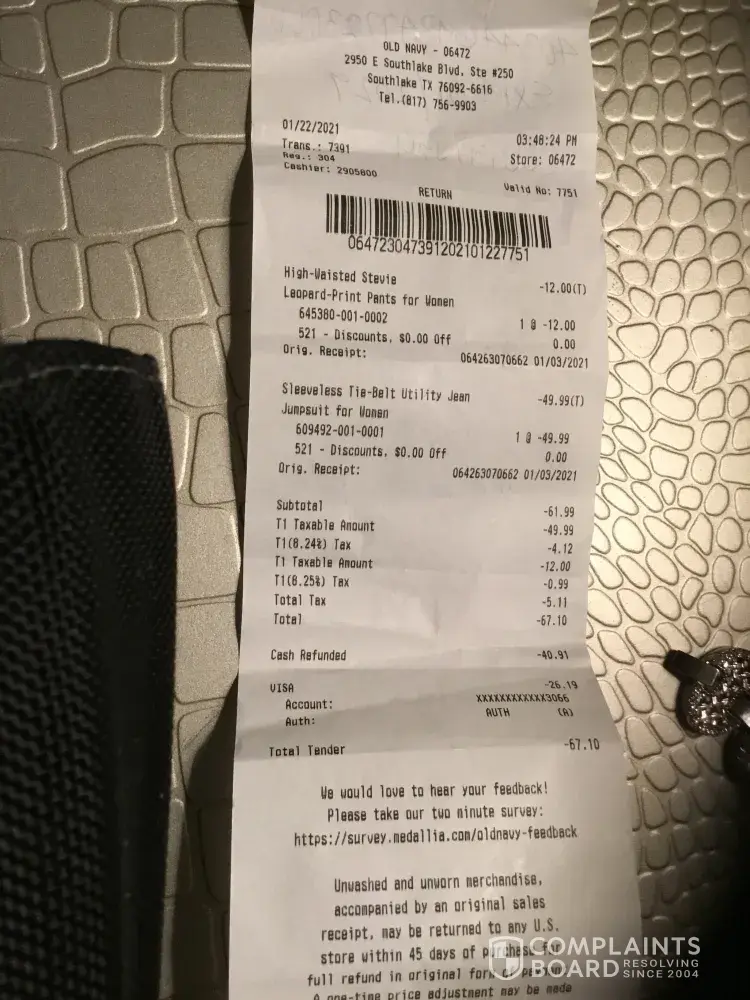 OLD NAVY - 06472
2950 E Southlake Blvd, Ste #250
Southlake TX 76092-6616
Tel.(817) 756-9903
01/22/2021 03:48:24 PM
Trans.: 7391 Store: 06472
Reg.: 304
Cashier: 2905800
RETURN Valid No: 7751
064723047391202101227751
High-Waisted Stevie -12.00(T)
Leopard-Print Pants for Women
645380-001-0002 1 @ -12.00
521 - Discounts, $0.00 Off 0.00
Orig. Receipt: 064263070662 01/03/2021
Sleeveless Tie-Belt Utility Jean -49.99(T)
Jumpsuit for Women
609492-001-0001 1 @ -49.99
521 - Discounts, $0.00 Off 0.00
Orig. Receipt: 064263070662 01/03/2021
Subtotal -61.99
T1 Taxable Amount -49.99
T1(8.24%) Tax -4.12
T1 Taxable Amount -12.00
T1(8.25%) Tax -0.99
Total Tax -5.11
Total -67.10
Cash Refunded -40.91
VISA -26.19
Account: XXXXXXXXXXXX3066
Auth: AUTH (A)
Total Tender -67.10
We would love to hear your feedback!
Please take our two minute survey:
https://survey.medallia.com/oldnavy-feedback
Unwashed and unworn merchandise,
accompanied by an original sales
receipt, may be returned to any U.S.
store within 45 days of purchase for
full refund in original form of
A one-time price adjustment may be made
COMPLAINTS
BOARD RESOLVING
SINCE 2004